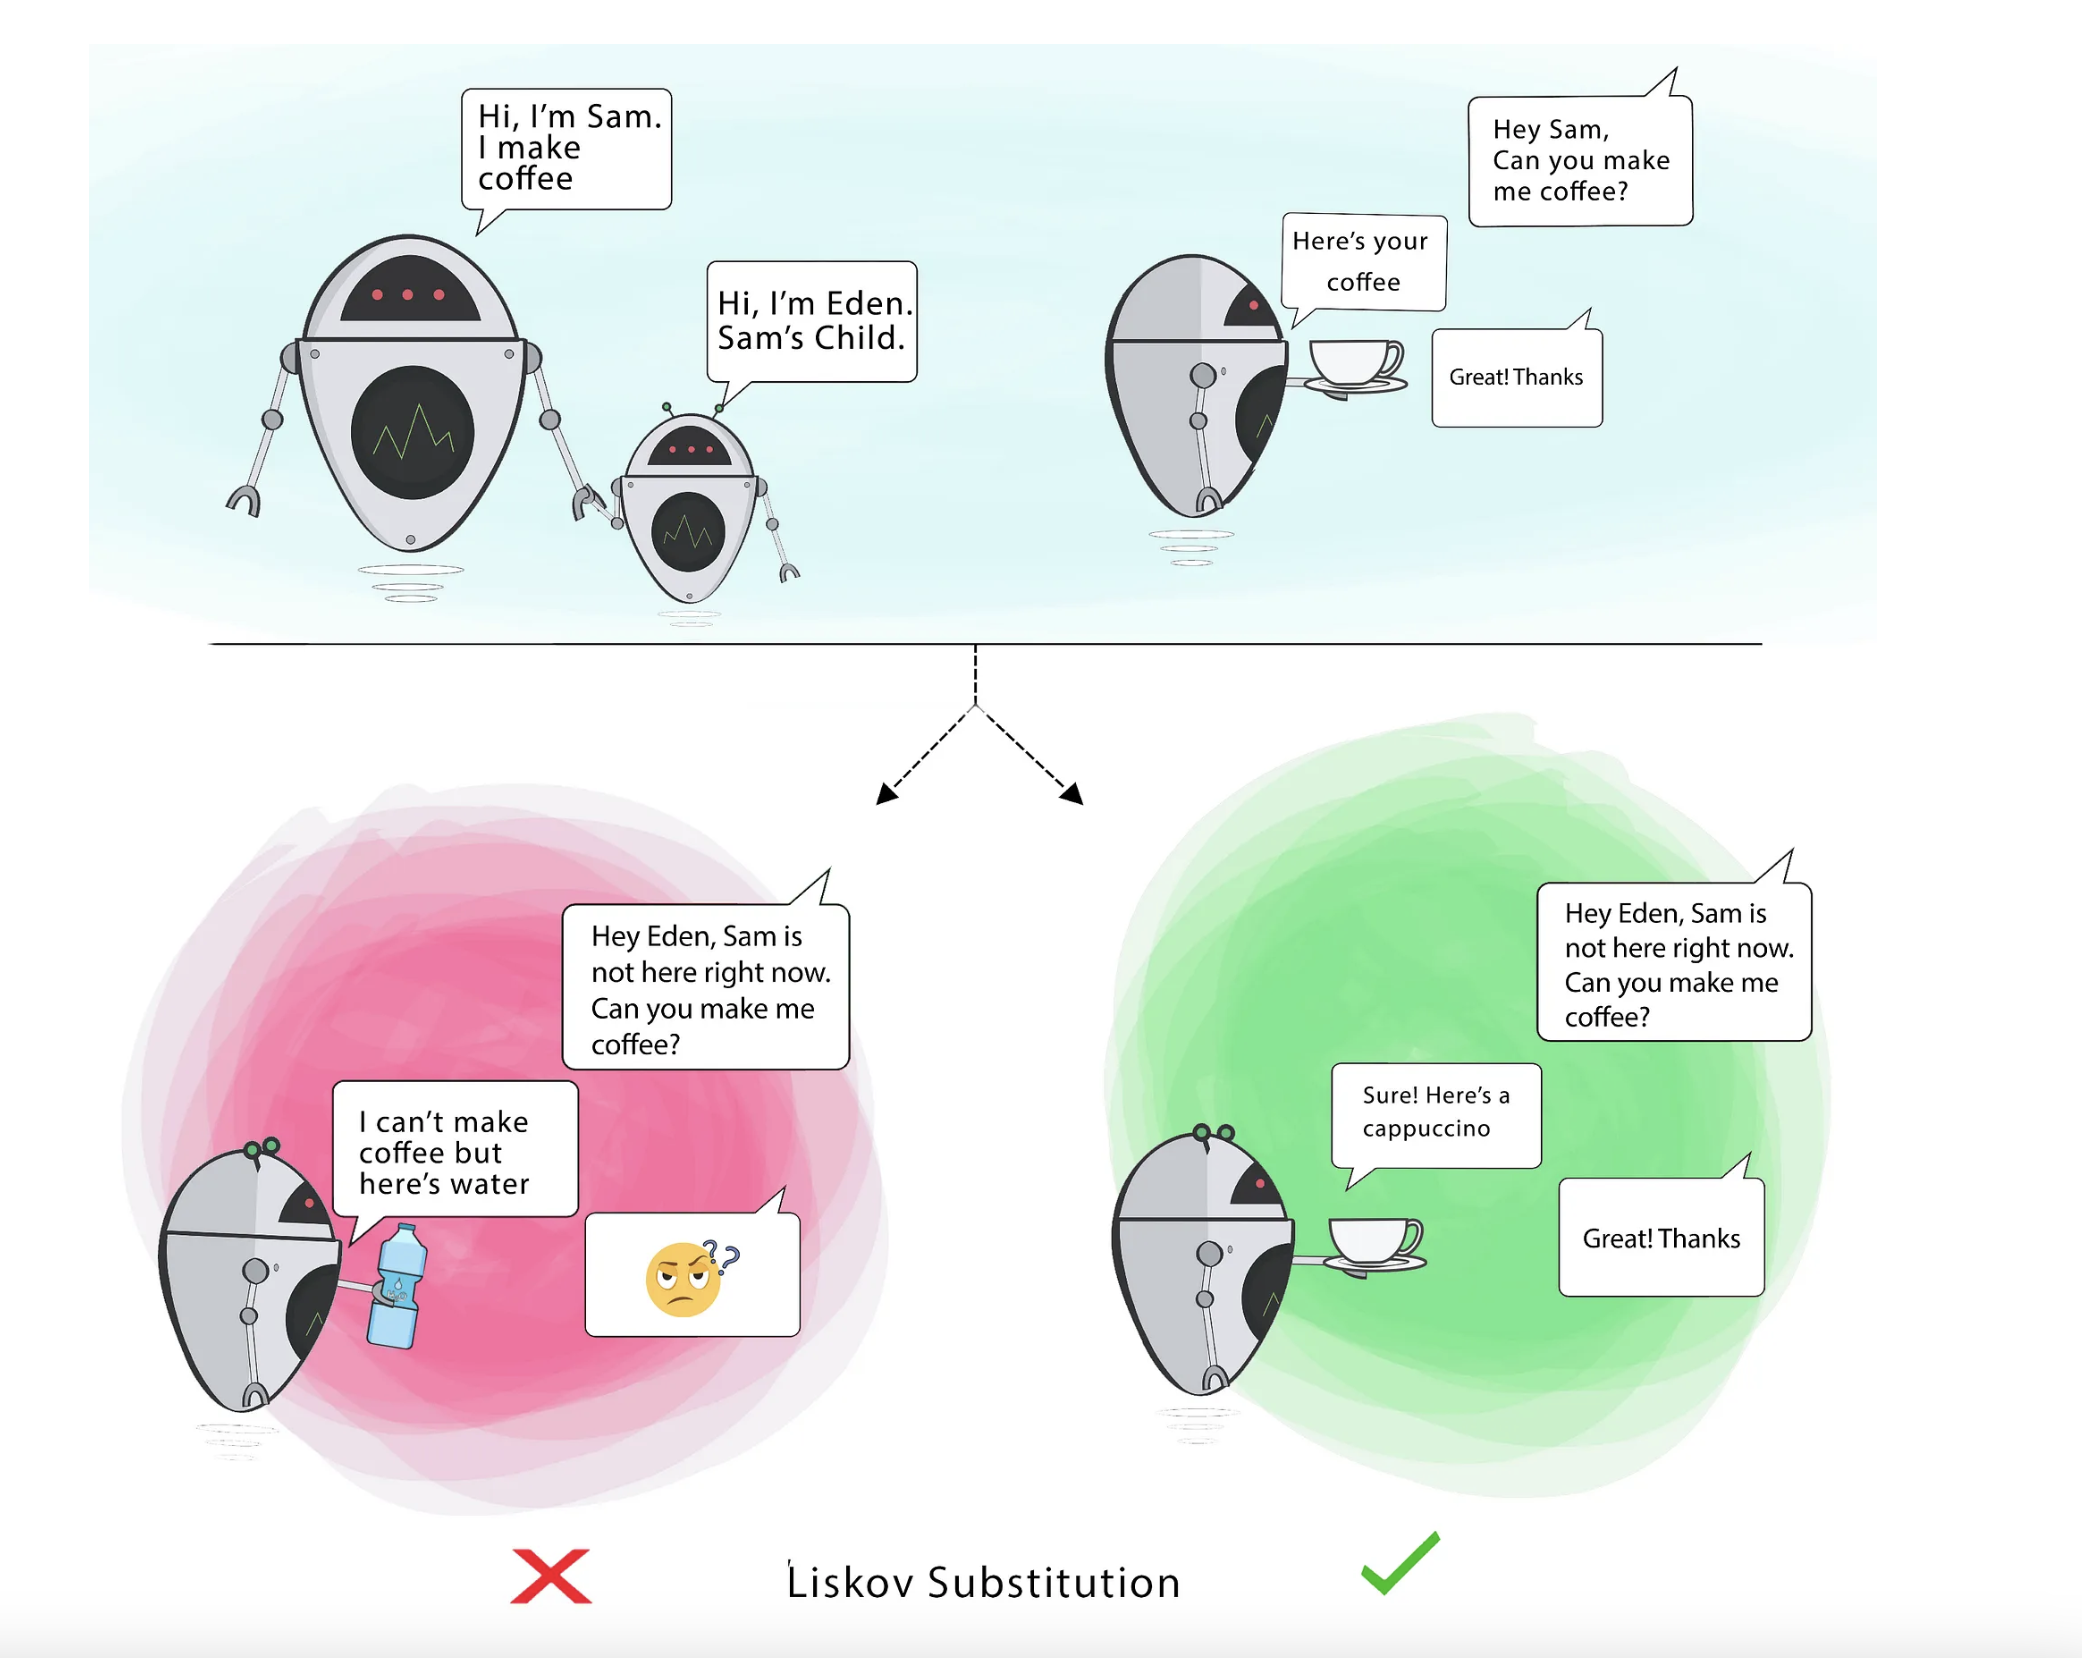 Hi, I'm Sam.
I make
coffee
Hi, I'm Eden.
Sam's Child.
Hey Sam,
Can you make
me coffee?
Here's your
coffee
Great! Thanks
Hey Eden, Sam is
not here right now.
Can you make me
coffee?
I can't make
coffee but
here's water
H₂O
??
Hey Eden, Sam is
not here right now.
Can you make me
coffee?
Sure! Here's a
cappuccino
Great! Thanks
Liskov Substitution